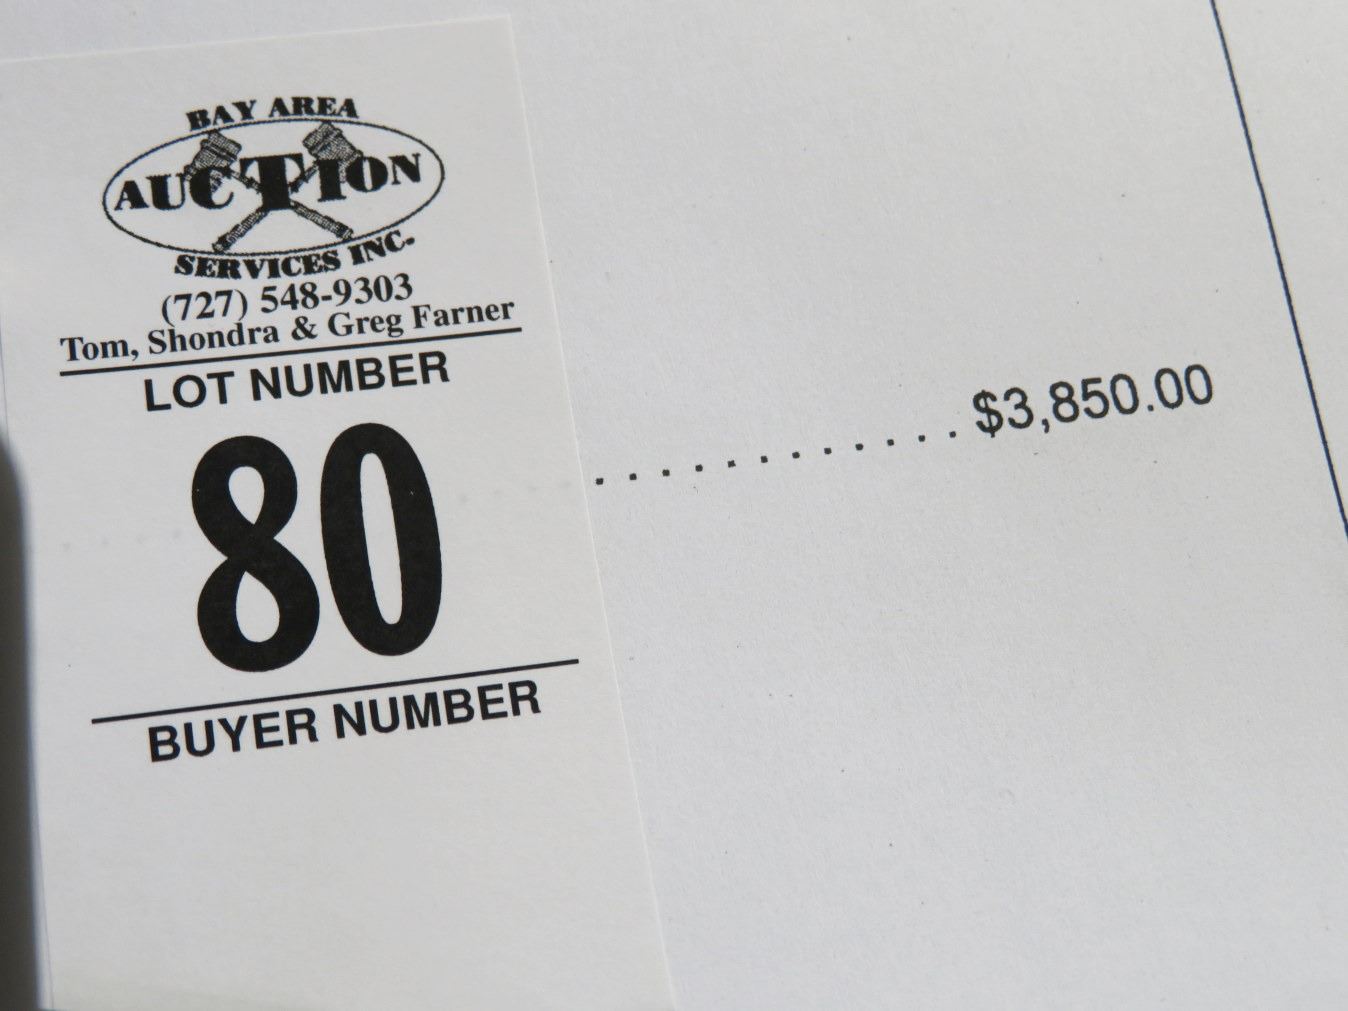 BAY AREA
AUCTION
SERVICES INC.
(727) 548-9303
Tom, Shondra & Greg Farner
LOT NUMBER
80
............$3,850.00
BUYER NUMBER